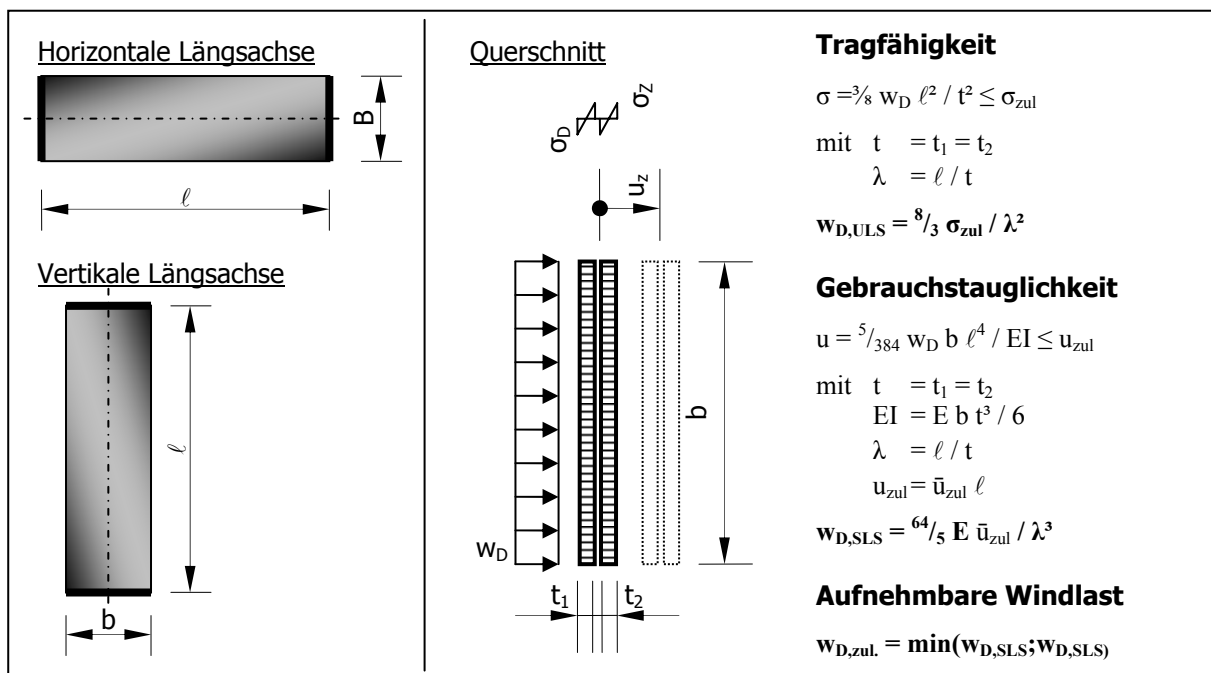 Horizontale Längsachse
B
ℓ
Vertikale Längsachse
ℓ
b
Querschnitt
σZ
σD
uz
b
wD
t1 t2
Tragfähigkeit
σ =⅜ wD ℓ² / t² ≤ σzul
mit t = t1 = t2
λ = ℓ / t
wD,ULS = 8/3 σzul / λ²
Gebrauchstauglichkeit
u = 5/384 wD b ℓ4 / EI ≤ uzul
mit t = t1 = t2
EI = E b t³ / 6
λ = ℓ / t
uzul = ūzul ℓ
wD,SLS = 64/5 E ūzul / λ³
Aufnehmbare Windlast
wD,zul. = min(wD,SLS;wD,SLS)